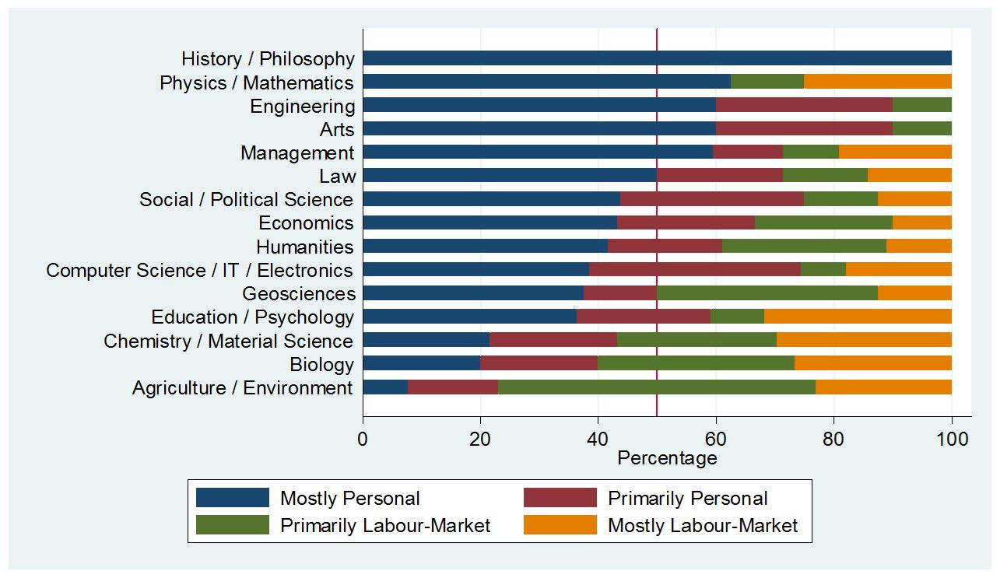 History / Philosophy
Physics / Mathematics
Engineering
Arts
Management
Law
Social / Political Science
Economics
Humanities
Computer Science / IT / Electronics
Geosciences
Education / Psychology
Chemistry / Material Science
Biology
Agriculture / Environment
0 20 40 60 80 100
Percentage
Mostly Personal Primarily Personal
Primarily Labour-Market Mostly Labour-Market